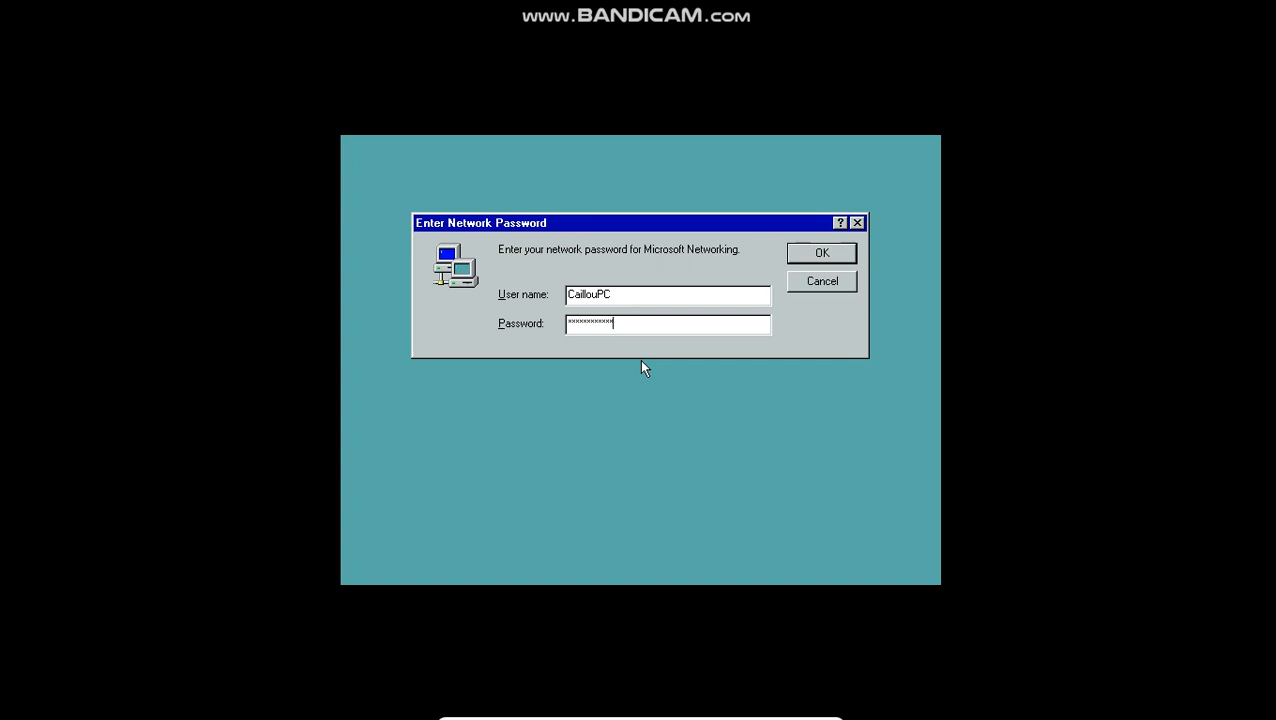 www.BANDICAM.com
Enter Network Password
Enter your network password for Microsoft Networking.
OK
Cancel
User name: CaillouPC
Password: ************